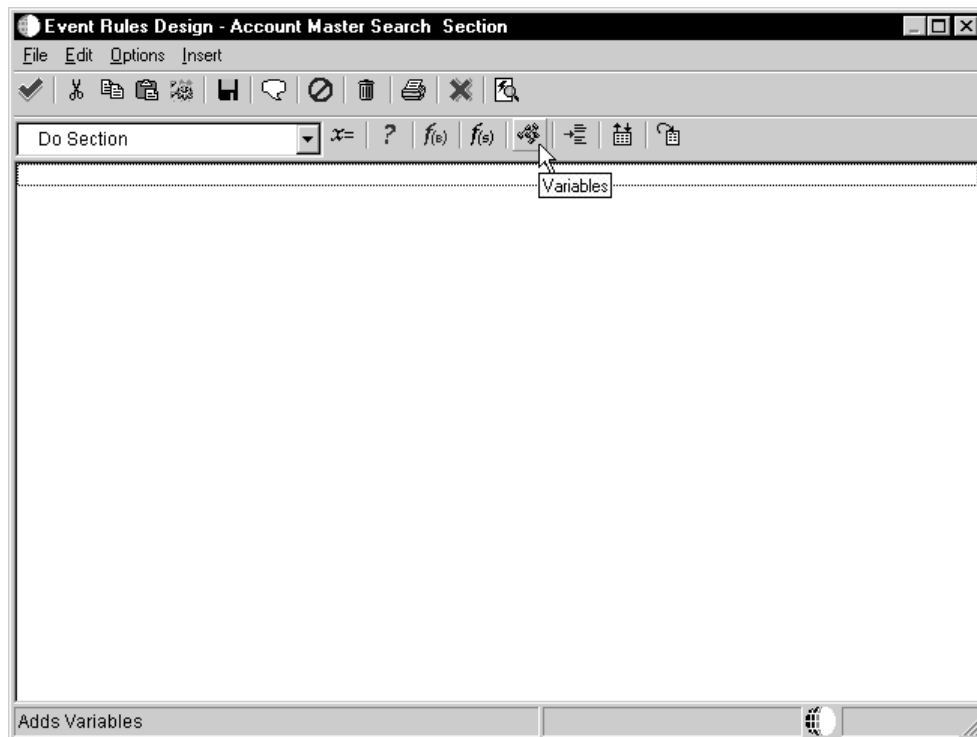 Event Rules Design - Account Master Search Section
File Edit Options Insert
Do Section
x= ? f(B) f(S)
Variables
Adds Variables